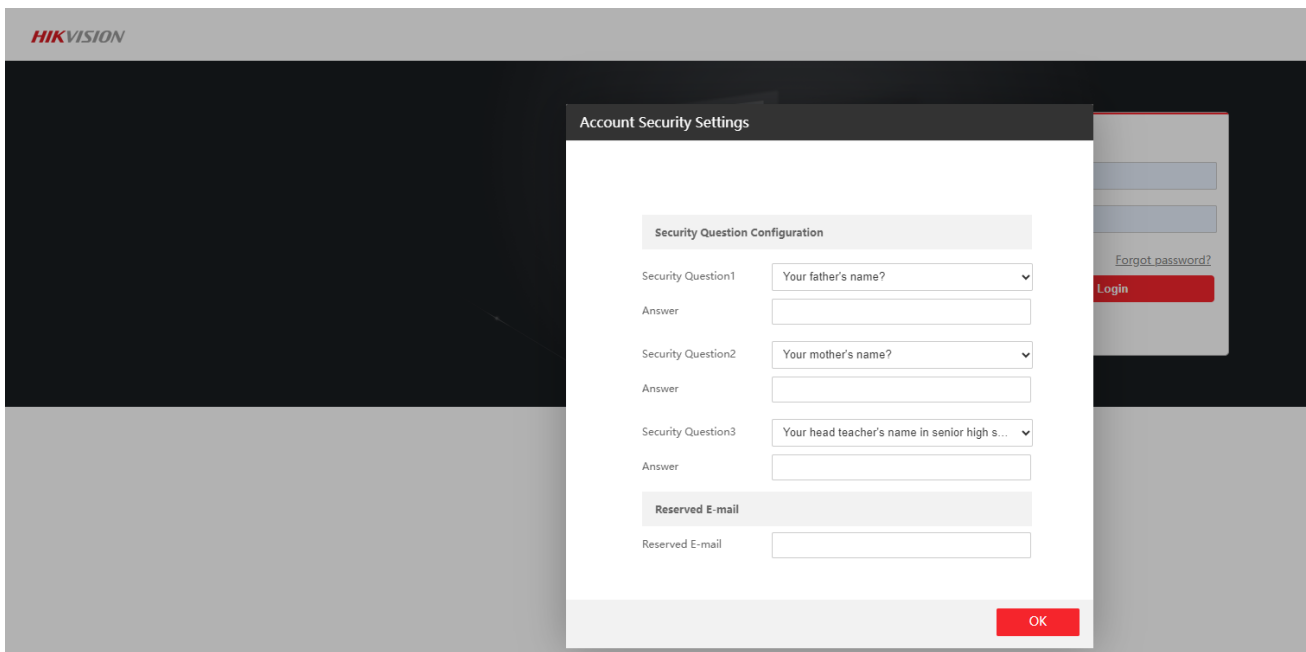 HIKVISION
Account Security Settings
Security Question Configuration
Security Question1 Your father's name?
Answer
Security Question2 Your mother's name?
Answer
Security Question3 Your head teacher's name in senior high s...
Answer
Reserved E-mail
Reserved E-mail
OK
Forgot password?
Login